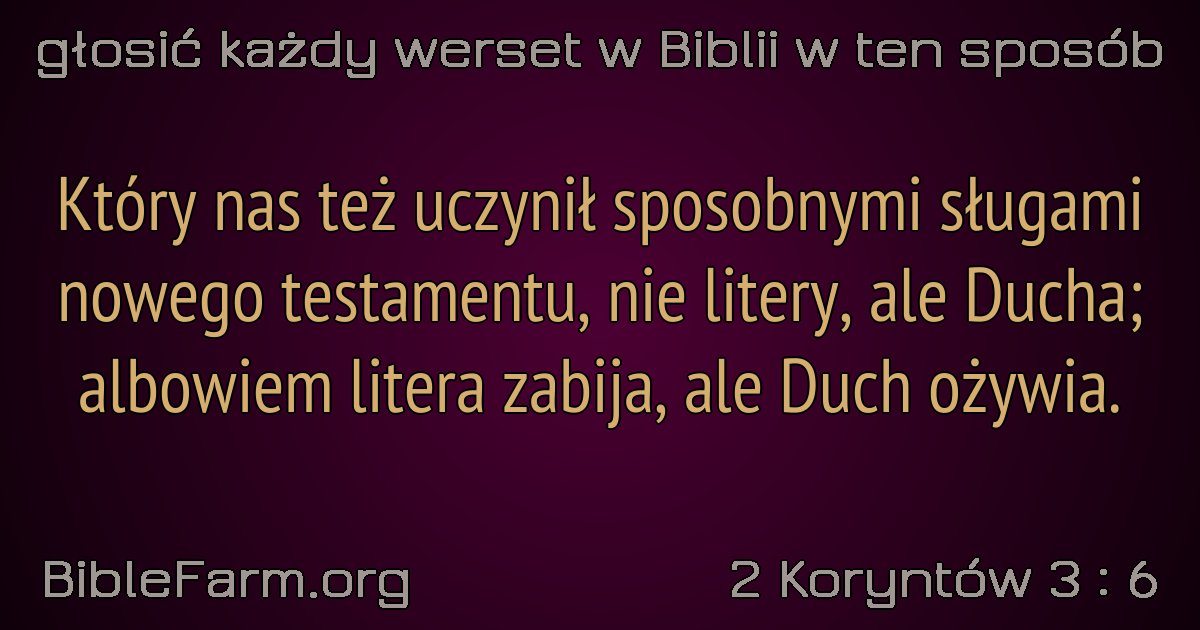 głosić każdy werset w Biblii w ten sposób
Który nas też uczynił sposobnymi sługami
nowego testamentu, nie litery, ale Ducha;
albowiem litera zabija, ale Duch ożywia.
BibleFarm.org
2 Koryntów 3 : 6